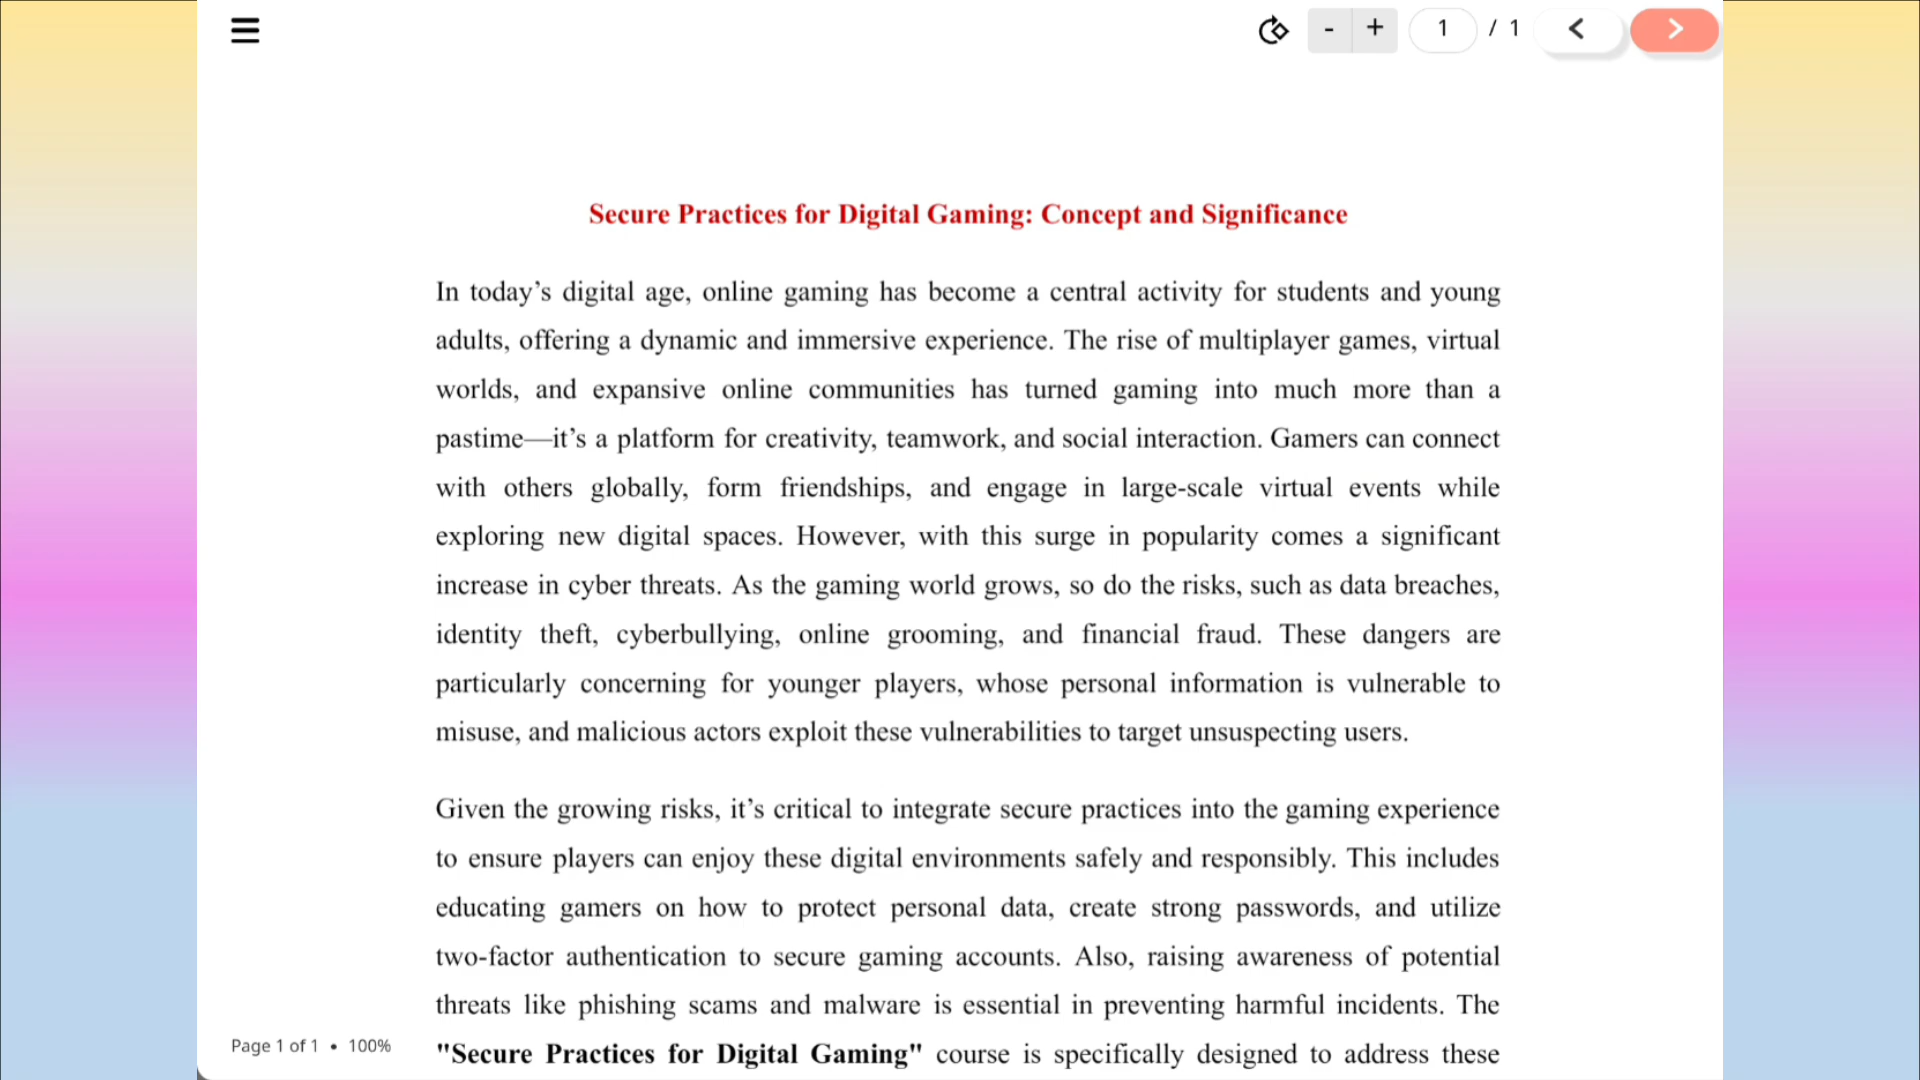 - + 1 / 1
Secure Practices for Digital Gaming: Concept and Significance
In today’s digital age, online gaming has become a central activity for students and young
adults, offering a dynamic and immersive experience. The rise of multiplayer games, virtual
worlds, and expansive online communities has turned gaming into much more than a
pastime—it’s a platform for creativity, teamwork, and social interaction. Gamers can connect
with others globally, form friendships, and engage in large-scale virtual events while
exploring new digital spaces. However, with this surge in popularity comes a significant
increase in cyber threats. As the gaming world grows, so do the risks, such as data breaches,
identity theft, cyberbullying, online grooming, and financial fraud. These dangers are
particularly concerning for younger players, whose personal information is vulnerable to
misuse, and malicious actors exploit these vulnerabilities to target unsuspecting users.
Given the growing risks, it’s critical to integrate secure practices into the gaming experience
to ensure players can enjoy these digital environments safely and responsibly. This includes
educating gamers on how to protect personal data, create strong passwords, and utilize
two-factor authentication to secure gaming accounts. Also, raising awareness of potential
threats like phishing scams and malware is essential in preventing harmful incidents. The
"Secure Practices for Digital Gaming" course is specifically designed to address these
Page 1 of 1 • 100%